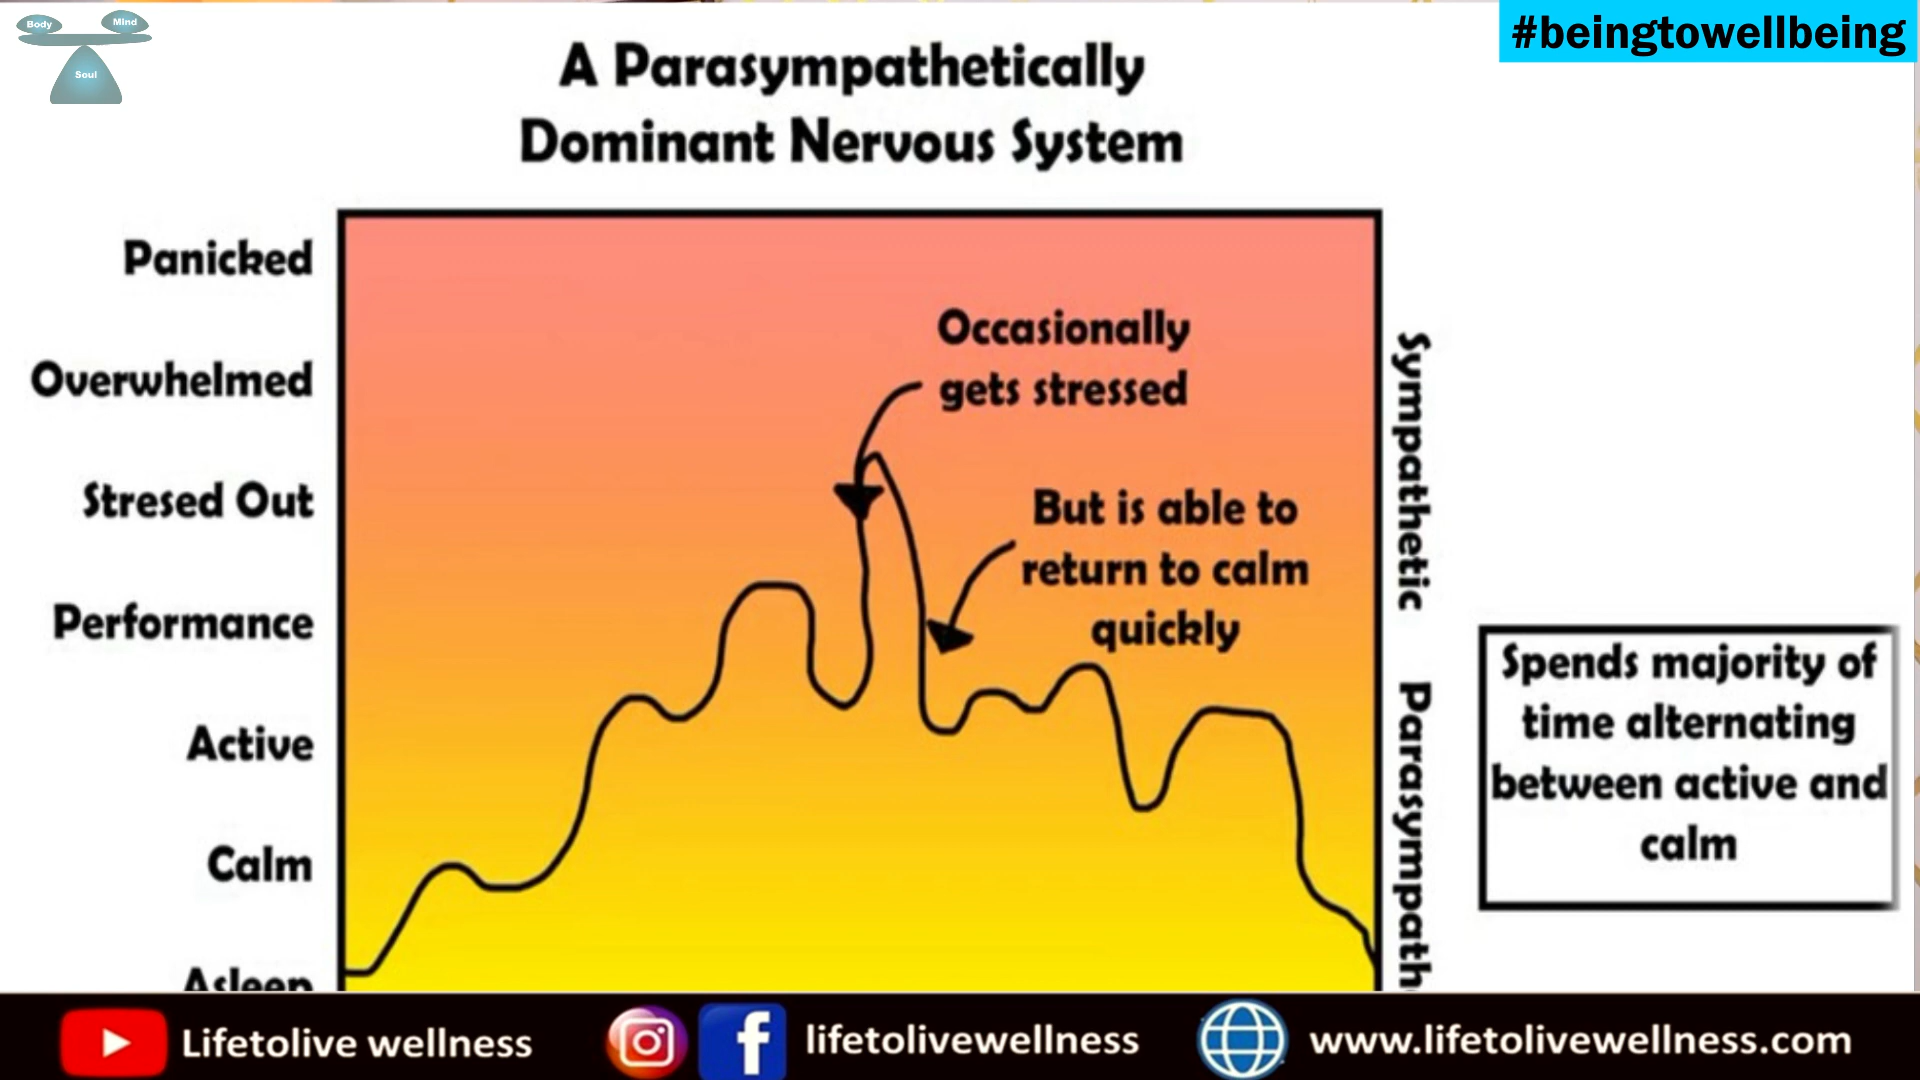 Body
Mind
Soul
#beingtowellbeing
A Parasympathetically
Dominant Nervous System
Panicked
Overwhelmed
Stresed Out
Performance
Active
Calm
Asleep
Occasionally
gets stressed
But is able to
return to calm
quickly
Sympathetic
Parasympath
Spends majority of
time alternating
between active and
calm
Lifetolive wellness
lifetolivewellness
www.lifetolivewellness.com